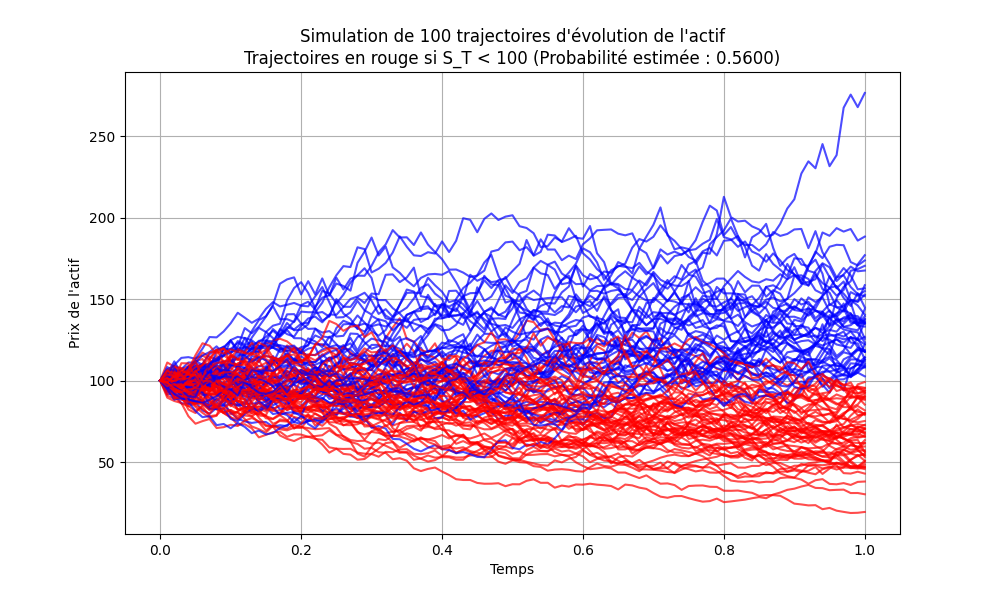 Simulation de 100 trajectoires d'évolution de l'actif
Trajectoires en rouge si S_T < 100 (Probabilité estimée : 0.5600)
Prix de l'actif
250
200
150
100
50
0.0
0.2
0.4
0.6
0.8
1.0
Temps